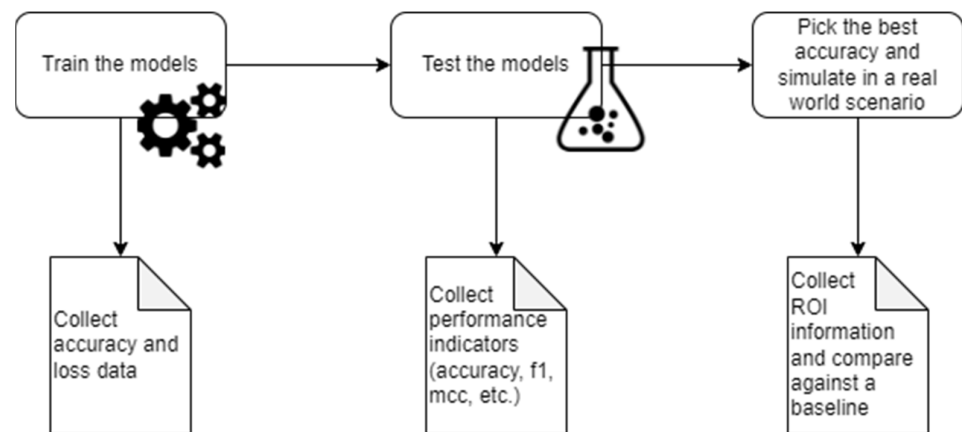 Train the models
Test the models
Pick the best
accuracy and
simulate in a real
world scenario
Collect
accuracy and
loss data
Collect
performance
indicators
(accuracy, f1,
mcc, etc.)
Collect
ROI
information
and compare
against a
baseline